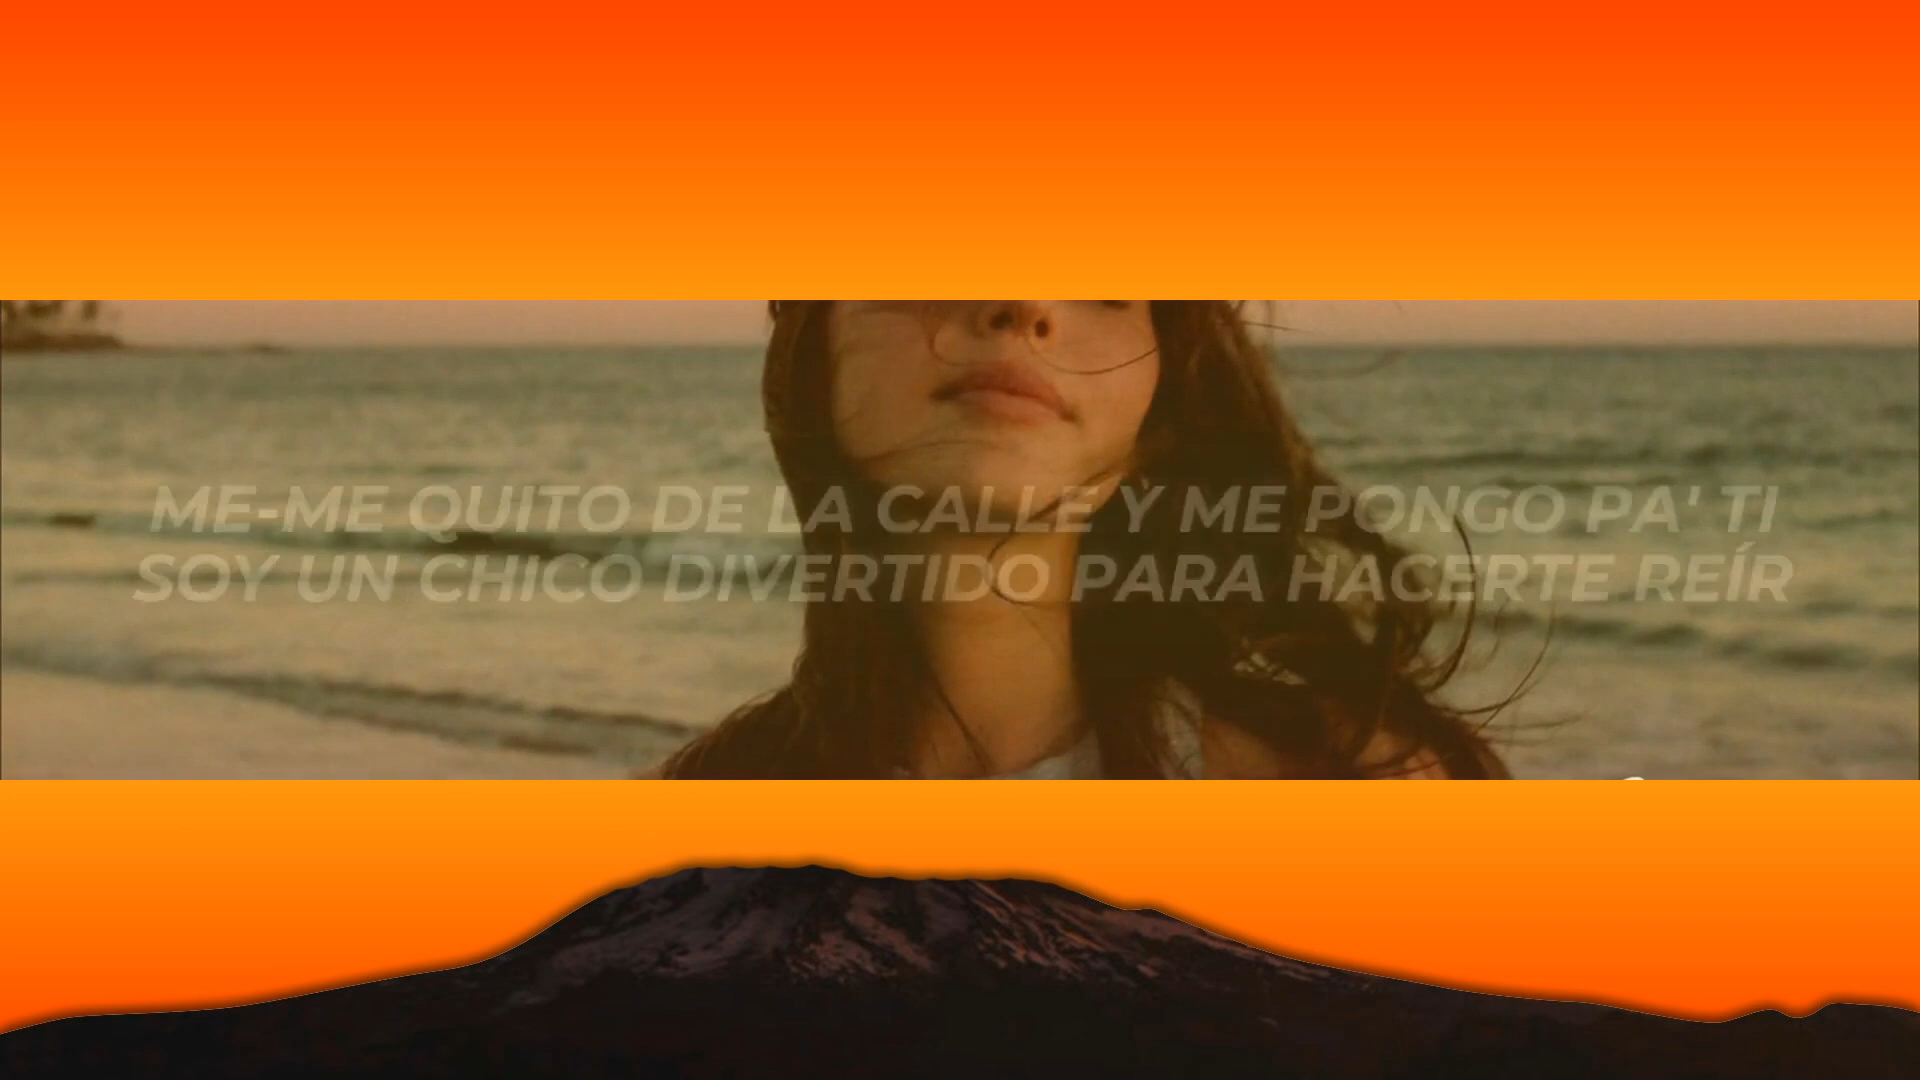 ME-ME QUITO DE LA CALLE Y ME PONGO PA' TI
SOY UN CHICO DIVERTIDO PARA HACERTE REÍR